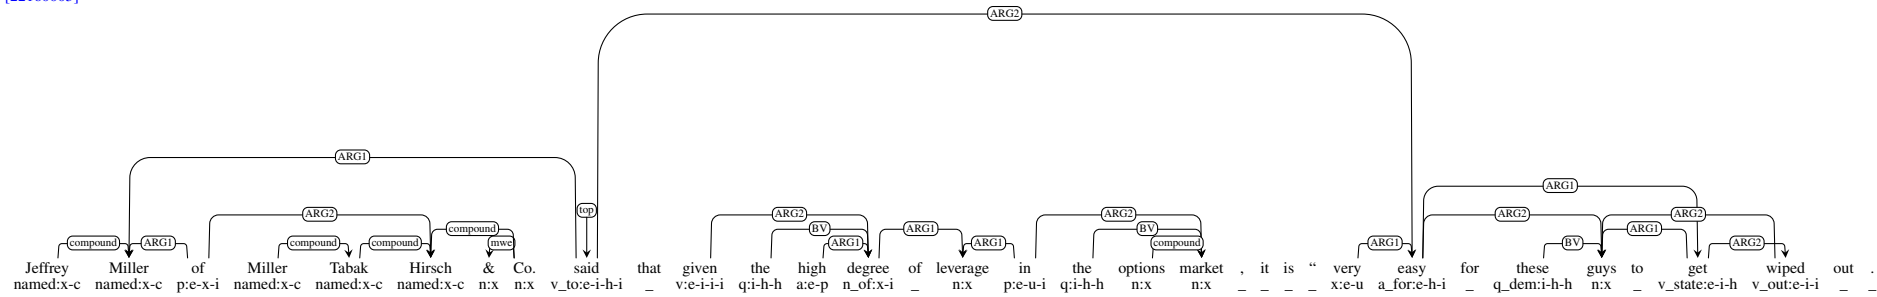 ARG2
ARG1
ARG1
top
ARG2 ARG2 ARG2 ARG2 ARG2
compound BV ARG1 BV ARG1
compound ARG1 compound compound mwe ARG1 ARG1 compound ARG1 BV ARG2
Jeffrey Miller of Miller Tabak Hirsch & Co. said that given the high degree of leverage in the options market , it is “ very easy for these guys to get wiped out .
named:x-c named:x-c p:e-x-i named:x-c named:x-c named:x-c n:x n:x v_to:e-i-h-i _ v:e-i-i-i q:i-h-h a:e-p n_of:x-i _ n:x p:e-u-i q:i-h-h n:x n:x _ _ _ _ x:e-u a_for:e-h-i _ q_dem:i-h-h n:x _ v_state:e-i-h v_out:e-i-i _ _